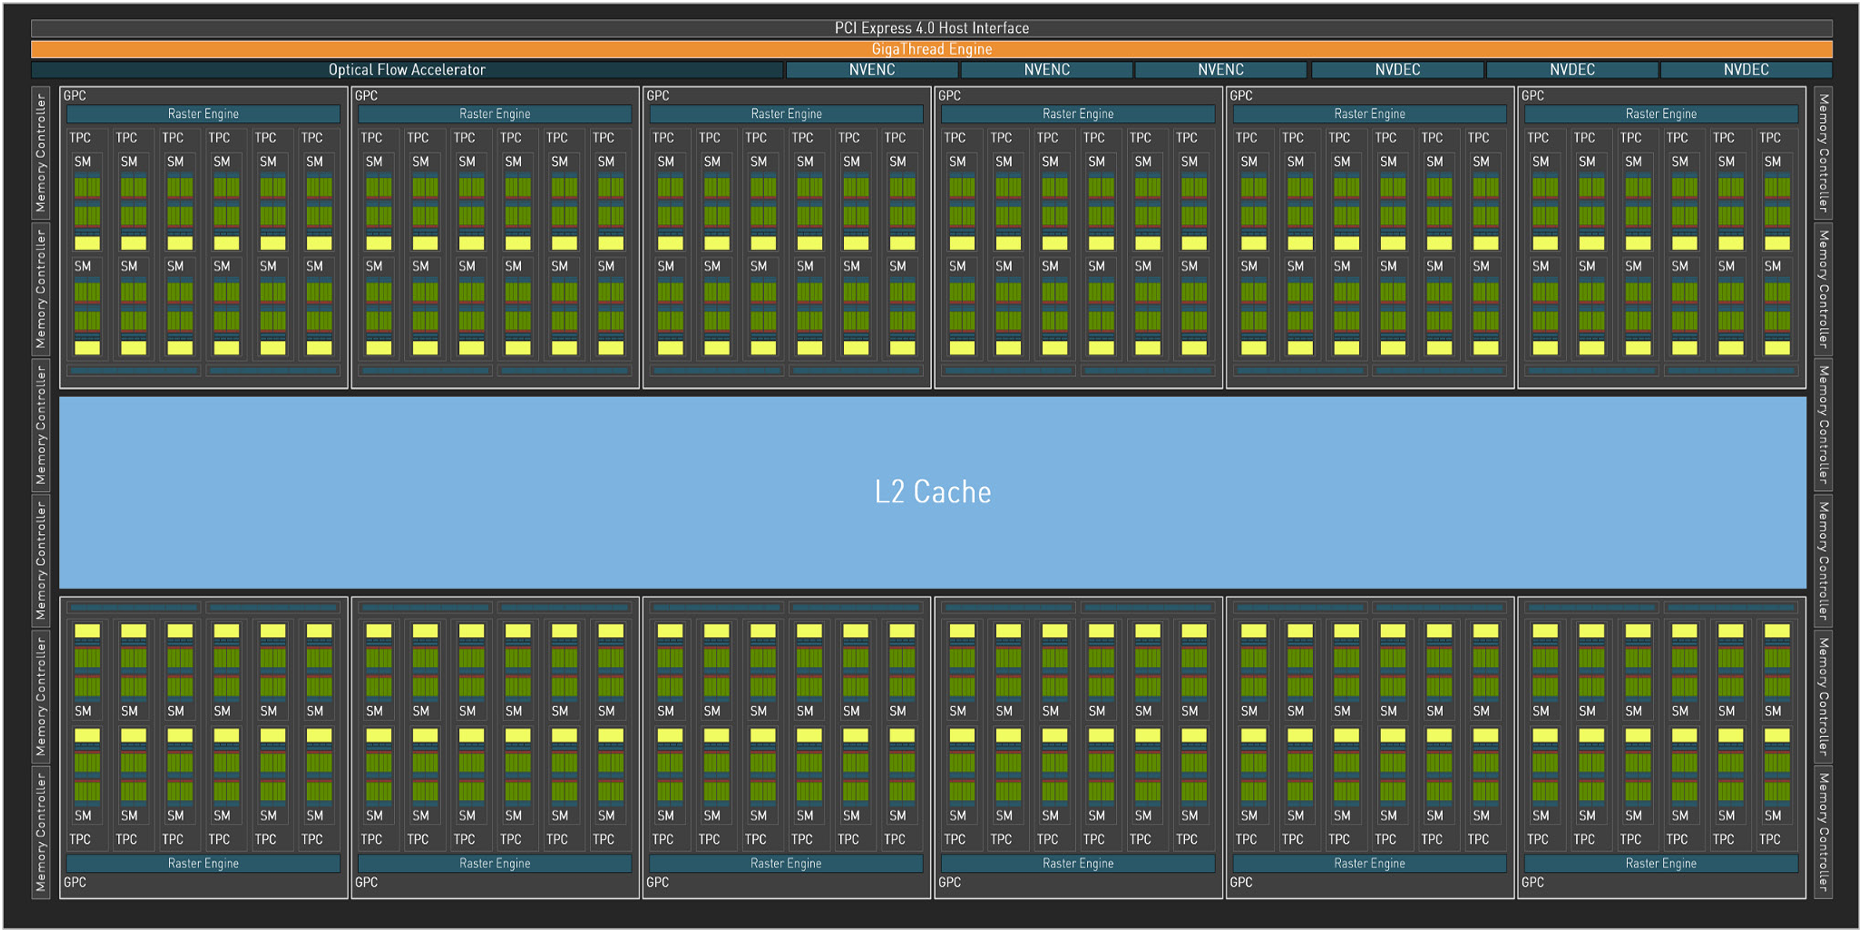 PCI Express 4.0 Host Interface
GigaThread Engine
Optical Flow Accelerator NVENC NVENC NVENC NVDEC NVDEC NVDEC
GPC GPC GPC GPC GPC GPC
Raster Engine Raster Engine Raster Engine Raster Engine Raster Engine Raster Engine
TPC TPC TPC TPC TPC TPC TPC TPC TPC TPC TPC TPC TPC TPC TPC TPC TPC TPC TPC TPC TPC TPC TPC TPC TPC TPC TPC TPC TPC TPC TPC TPC TPC TPC TPC TPC
SM SM SM SM SM SM SM SM SM SM SM SM SM SM SM SM SM SM SM SM SM SM SM SM SM SM SM SM SM SM SM SM SM SM SM SM
SM SM SM SM SM SM SM SM SM SM SM SM SM SM SM SM SM SM SM SM SM SM SM SM SM SM SM SM SM SM SM SM SM SM SM SM
L2 Cache
SM SM SM SM SM SM SM SM SM SM SM SM SM SM SM SM SM SM SM SM SM SM SM SM SM SM SM SM SM SM SM SM SM SM SM SM
SM SM SM SM SM SM SM SM SM SM SM SM SM SM SM SM SM SM SM SM SM SM SM SM SM SM SM SM SM SM SM SM SM SM SM SM
TPC TPC TPC TPC TPC TPC TPC TPC TPC TPC TPC TPC TPC TPC TPC TPC TPC TPC TPC TPC TPC TPC TPC TPC TPC TPC TPC TPC TPC TPC TPC TPC TPC TPC TPC TPC
Raster Engine Raster Engine Raster Engine Raster Engine Raster Engine Raster Engine
GPC GPC GPC GPC GPC GPC
Memory Controller
Memory Controller
Memory Controller
Memory Controller
Memory Controller
Memory Controller
Memory Controller
Memory Controller
Memory Controller
Memory Controller
Memory Controller
Memory Controller